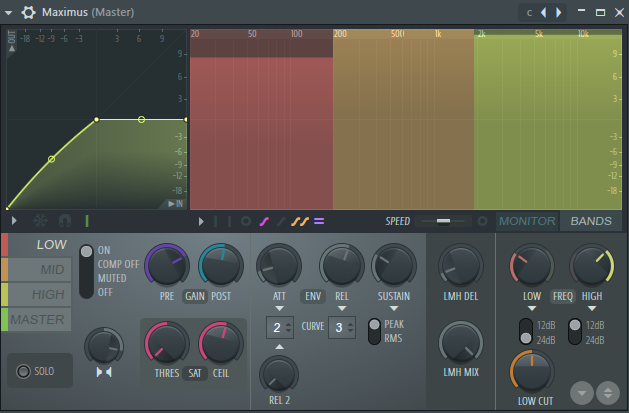 Maximus (Master)
C
OUT
-18 -12 -9 -6 -3 3 6 9
9
6
3
-3
-6
-9
-12
-18
IN
20 50 100 200 500 1k 2k 5k 10k
9
6
3
-3
-6
-9
-12
-18
SPEED
MONITOR
BANDS
LOW
MID
HIGH
MASTER
SOLO
ON
COMP OFF
MUTED
OFF
PRE GAIN POST
THRES SAT CEIL
ATT ENV REL SUSTAIN
2 CURVE 3
PEAK
RMS
REL 2
LMH DEL
LMH MIX
LOW FREQ HIGH
12dB
24dB
12dB
24dB
LOW CUT